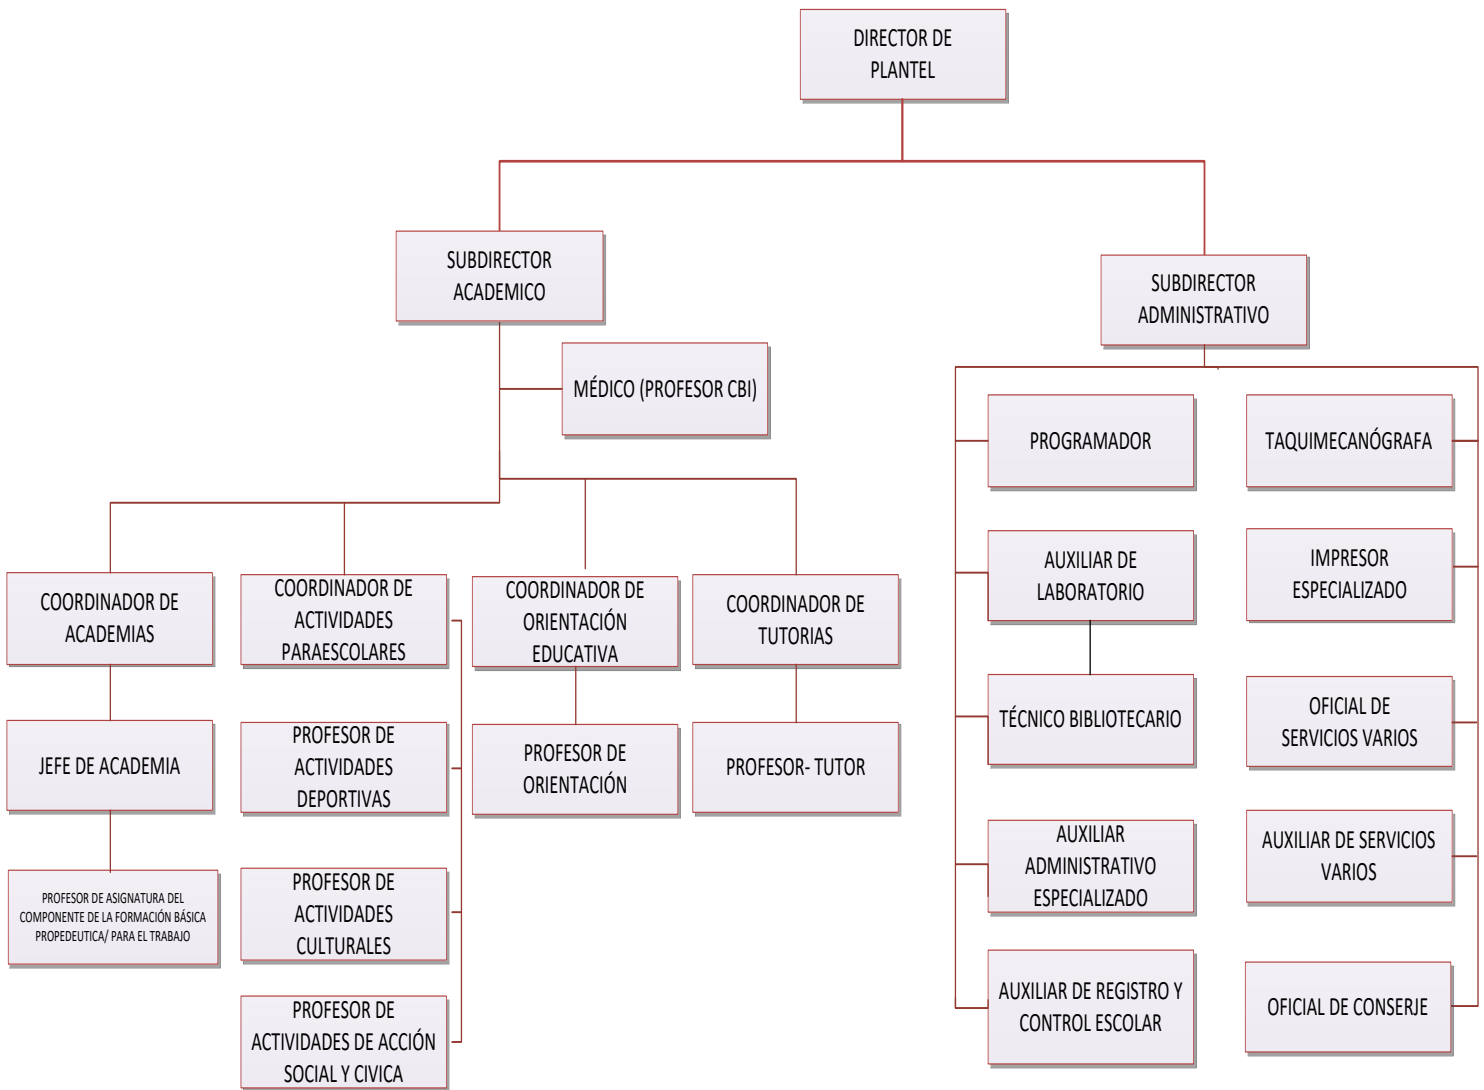 DIRECTOR DE
PLANTEL
SUBDIRECTOR
ACADEMICO
SUBDIRECTOR
ADMINISTRATIVO
MÉDICO (PROFESOR CBI)
COORDINADOR DE
ACADEMIAS
JEFE DE ACADEMIA
PROFESOR DE ASIGNATURA DEL
COMPONENTE DE LA FORMACIÓN BÁSICA
PROPEDEUTICA/ PARA EL TRABAJO
COORDINADOR DE
ACTIVIDADES
PARAESCOLARES
PROFESOR DE
ACTIVIDADES
DEPORTIVAS
PROFESOR DE
ACTIVIDADES
CULTURALES
PROFESOR DE
ACTIVIDADES DE ACCIÓN
SOCIAL Y CIVICA
COORDINADOR DE
ORIENTACIÓN
EDUCATIVA
PROFESOR DE
ORIENTACIÓN
COORDINADOR DE
TUTORIAS
PROFESOR- TUTOR
PROGRAMADOR
AUXILIAR DE
LABORATORIO
TÉCNICO BIBLIOTECARIO
AUXILIAR
ADMINISTRATIVO
ESPECIALIZADO
AUXILIAR DE REGISTRO Y
CONTROL ESCOLAR
TAQUIMECANÓGRAFA
IMPRESOR
ESPECIALIZADO
OFICIAL DE
SERVICIOS VARIOS
AUXILIAR DE SERVICIOS
VARIOS
OFICIAL DE CONSERJE